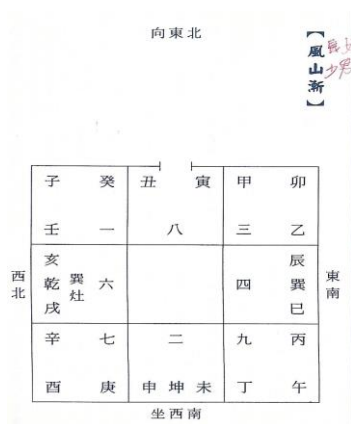 向東北
【風山漸】
少男
子 癸 丑 寅 甲 卯
壬 一 八 三 乙
西北
亥乾戌
巽灶
六
四
辰巽巳
東南
辛 七 二 九 丙
酉 庚 申 坤 未 丁 午
坐西南